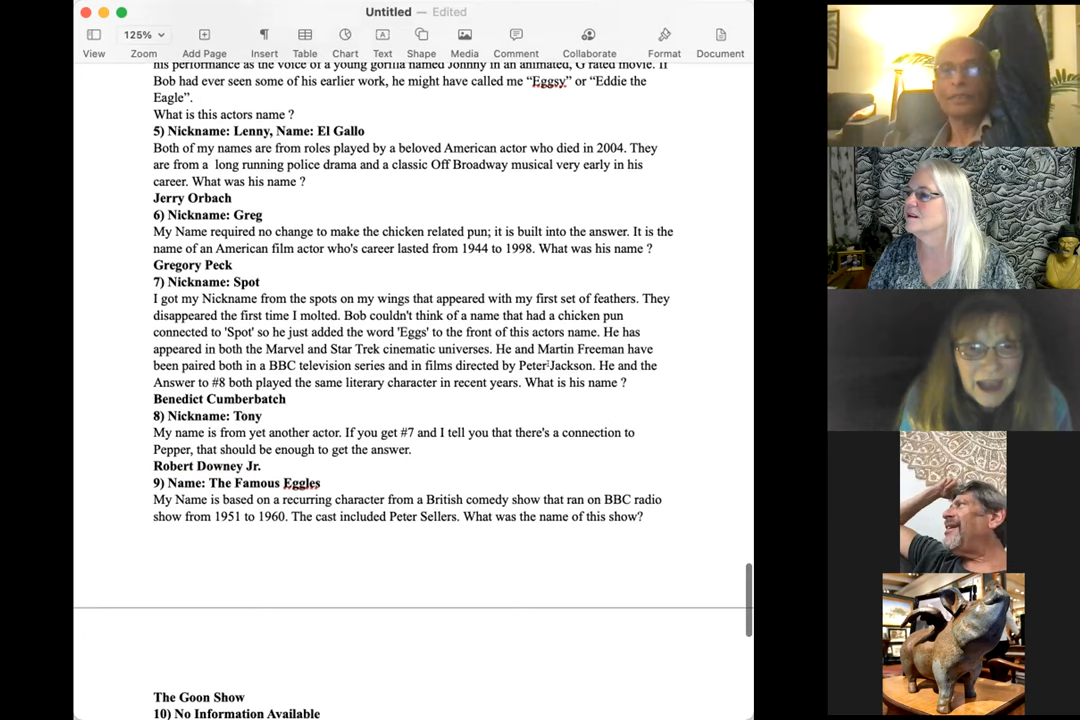 Untitled — Edited
125%
View Zoom Add Page Insert Table Chart Text Shape Media Comment Collaborate Format Document
his performance as the voice of a young gorilla named Johnny in an animated, G rated movie. If
Bob had ever seen some of his earlier work, he might have called me “Eggsy” or “Eddie the
Eagle”.
What is this actors name ?
5) Nickname: Lenny, Name: El Gallo
Both of my names are from roles played by a beloved American actor who died in 2004. They
are from a long running police drama and a classic Off Broadway musical very early in his
career. What was his name ?
Jerry Orbach
6) Nickname: Greg
My Name required no change to make the chicken related pun; it is built into the answer. It is the
name of an American film actor who's career lasted from 1944 to 1998. What was his name ?
Gregory Peck
7) Nickname: Spot
I got my Nickname from the spots on my wings that appeared with my first set of feathers. They
disappeared the first time I molted. Bob couldn't think of a name that had a chicken pun
connected to 'Spot' so he just added the word 'Eggs' to the front of this actors name. He has
appeared in both the Marvel and Star Trek cinematic universes. He and Martin Freeman have
been paired both in a BBC television series and in films directed by Peter Jackson. He and the
Answer to #8 both played the same literary character in recent years. What is his name ?
Benedict Cumberbatch
8) Nickname: Tony
My name is from yet another actor. If you get #7 and I tell you that there's a connection to
Pepper, that should be enough to get the answer.
Robert Downey Jr.
9) Name: The Famous Eggles
My Name is based on a recurring character from a British comedy show that ran on BBC radio
show from 1951 to 1960. The cast included Peter Sellers. What was the name of this show?
The Goon Show
10) No Information Available